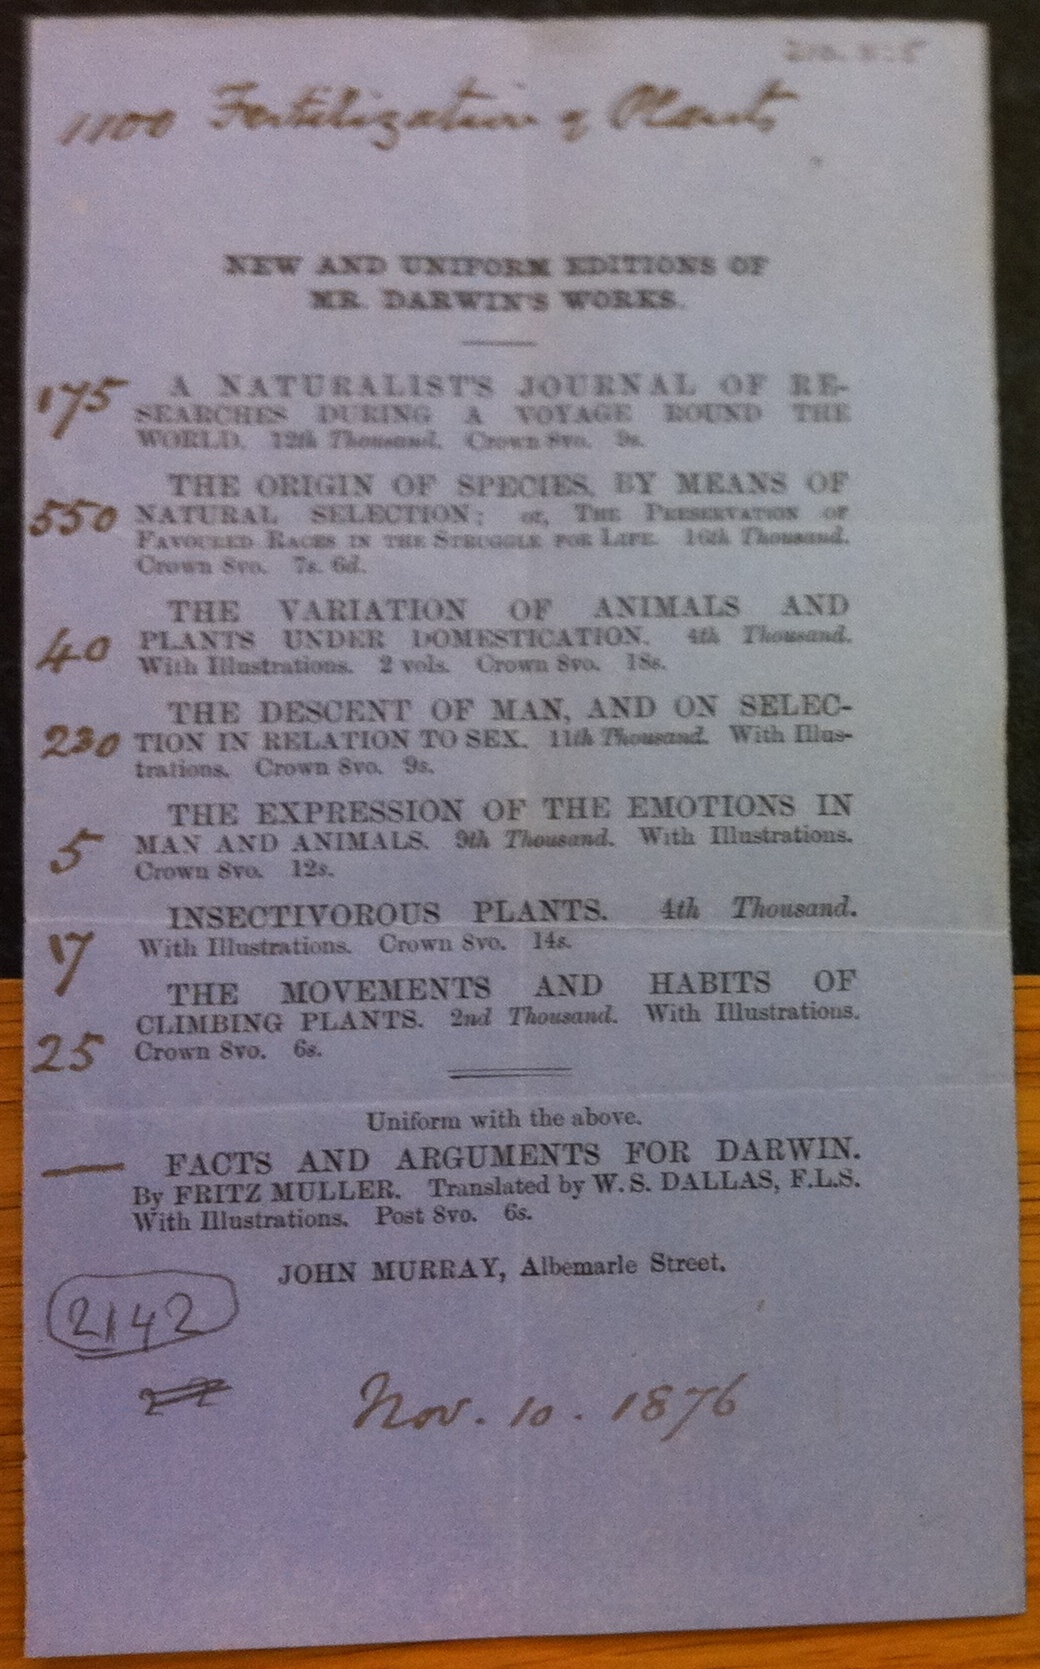 1100 Fertilization of Plants
NEW AND UNIFORM EDITIONS OF
MR. DARWIN'S WORKS.
175 A NATURALIST'S JOURNAL OF RE-
SEARCHES DURING A VOYAGE ROUND THE
WORLD. 12th Thousand. Crown 8vo. 9s.
THE ORIGIN OF SPECIES, BY MEANS OF
550 NATURAL SELECTION; or, THE PRESERVATION OF
FAVOURED RACES IN THE STRUGGLE FOR LIFE. 16th Thousand.
Crown 8vo. 7s. 6d.
THE VARIATION OF ANIMALS AND
40 PLANTS UNDER DOMESTICATION. 4th Thousand.
With Illustrations. 2 vols. Crown 8vo. 18s.
THE DESCENT OF MAN, AND ON SELEC-
230 TION IN RELATION TO SEX. 11th Thousand. With Illus-
trations. Crown 8vo. 9s.
THE EXPRESSION OF THE EMOTIONS IN
5 MAN AND ANIMALS. 9th Thousand. With Illustrations.
Crown 8vo. 12s.
INSECTIVOROUS PLANTS. 4th Thousand.
17 With Illustrations. Crown 8vo. 14s.
THE MOVEMENTS AND HABITS OF
CLIMBING PLANTS. 2nd Thousand. With Illustrations.
25 Crown 8vo. 6s.
Uniform with the above.
— FACTS AND ARGUMENTS FOR DARWIN.
By FRITZ MULLER. Translated by W. S. DALLAS, F.L.S.
With Illustrations. Post 8vo. 6s.
JOHN MURRAY, Albemarle Street.
2142
Nov. 10. 1876